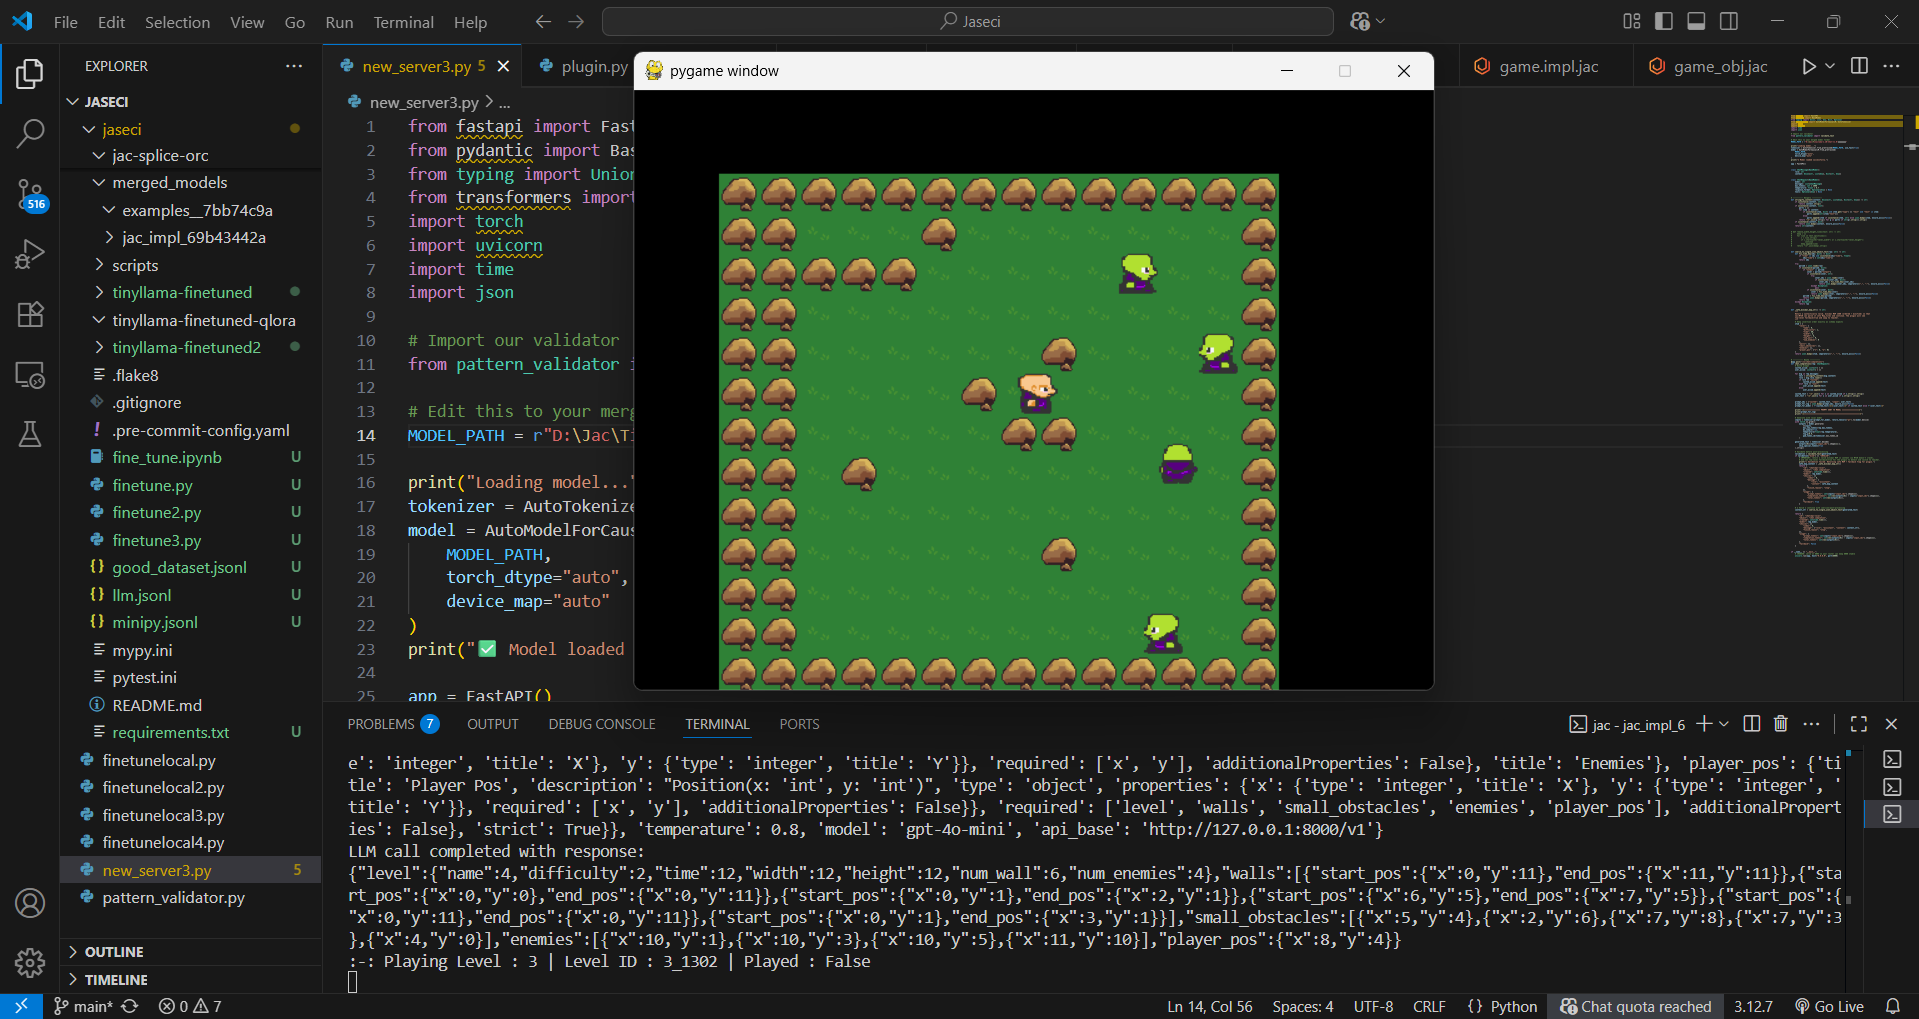 File Edit Selection View Go Run Terminal Help
Jaseci
EXPLORER
JASECI
jaseci
jac-splice-orc
merged_models
examples__7bb74c9a
jac_impl_69b43442a
scripts
tinyllama-finetuned
tinyllama-finetuned-qlora
tinyllama-finetuned2
.flake8
.gitignore
.pre-commit-config.yaml
fine_tune.ipynb U
finetune.py U
finetune2.py U
finetune3.py U
good_dataset.jsonl U
llm.jsonl U
minipy.jsonl U
mypy.ini
pytest.ini
README.md
requirements.txt U
finetunelocal.py
finetunelocal2.py
finetunelocal3.py
finetunelocal4.py
new_server3.py 5
pattern_validator.py
OUTLINE
TIMELINE
516
new_server3.py 5
plugin.py
game.impl.jac
game_obj.jac
new_server3.py > ...
pygame window
1 from fastapi import Fast
2 from pydantic import Bas
3 from typing import Union
4 from transformers import
5 import torch
6 import uvicorn
7 import time
8 import json
9
10 # Import our validator
11 from pattern_validator i
12
13 # Edit this to your merg
14 MODEL_PATH = r"D:\Jac\Ti
15
16 print("Loading model..."
17 tokenizer = AutoTokenize
18 model = AutoModelForCaus
19 MODEL_PATH,
20 torch_dtype="auto",
21 device_map="auto"
22 )
23 print("✅ Model loaded
24
25 app = FastAPI()
PROBLEMS 7 OUTPUT DEBUG CONSOLE TERMINAL PORTS
jac - jac_impl_6
e': 'integer', 'title': 'X'}, 'y': {'type': 'integer', 'title': 'Y'}}, 'required': ['x', 'y'], 'additionalProperties': False}, 'title': 'Enemies'}, 'player_pos': {'ti
tle': 'Player Pos', 'description': "Position(x: 'int', y: 'int')", 'type': 'object', 'properties': {'x': {'type': 'integer', 'title': 'X'}, 'y': {'type': 'integer', '
title': 'Y'}}, 'required': ['x', 'y'], 'additionalProperties': False}}, 'required': ['level', 'walls', 'small_obstacles', 'enemies', 'player_pos'], 'additionalPropert
ies': False}, 'strict': True}}, 'temperature': 0.8, 'model': 'gpt-4o-mini', 'api_base': 'http://127.0.0.1:8000/v1'}
LLM call completed with response:
{"level":{"name":4,"difficulty":2,"time":12,"width":12,"height":12,"num_wall":6,"num_enemies":4},"walls":[{"start_pos":{"x":0,"y":11},"end_pos":{"x":11,"y":11}},{"sta
rt_pos":{"x":0,"y":0},"end_pos":{"x":0,"y":11}},{"start_pos":{"x":0,"y":1},"end_pos":{"x":2,"y":1}},{"start_pos":{"x":6,"y":5},"end_pos":{"x":7,"y":5}},{"start_pos":{
"x":0,"y":11},"end_pos":{"x":0,"y":11}},{"start_pos":{"x":0,"y":1},"end_pos":{"x":3,"y":1}}],"small_obstacles":[{"x":5,"y":4},{"x":2,"y":6},{"x":7,"y":8},{"x":7,"y":3
},{"x":4,"y":0}],"enemies":[{"x":10,"y":1},{"x":10,"y":3},{"x":10,"y":5},{"x":11,"y":10}],"player_pos":{"x":8,"y":4}}
:-: Playing Level : 3 | Level ID : 3_1302 | Played : False
main* 0 7
Ln 14, Col 56 Spaces: 4 UTF-8 CRLF {} Python Chat quota reached 3.12.7 Go Live